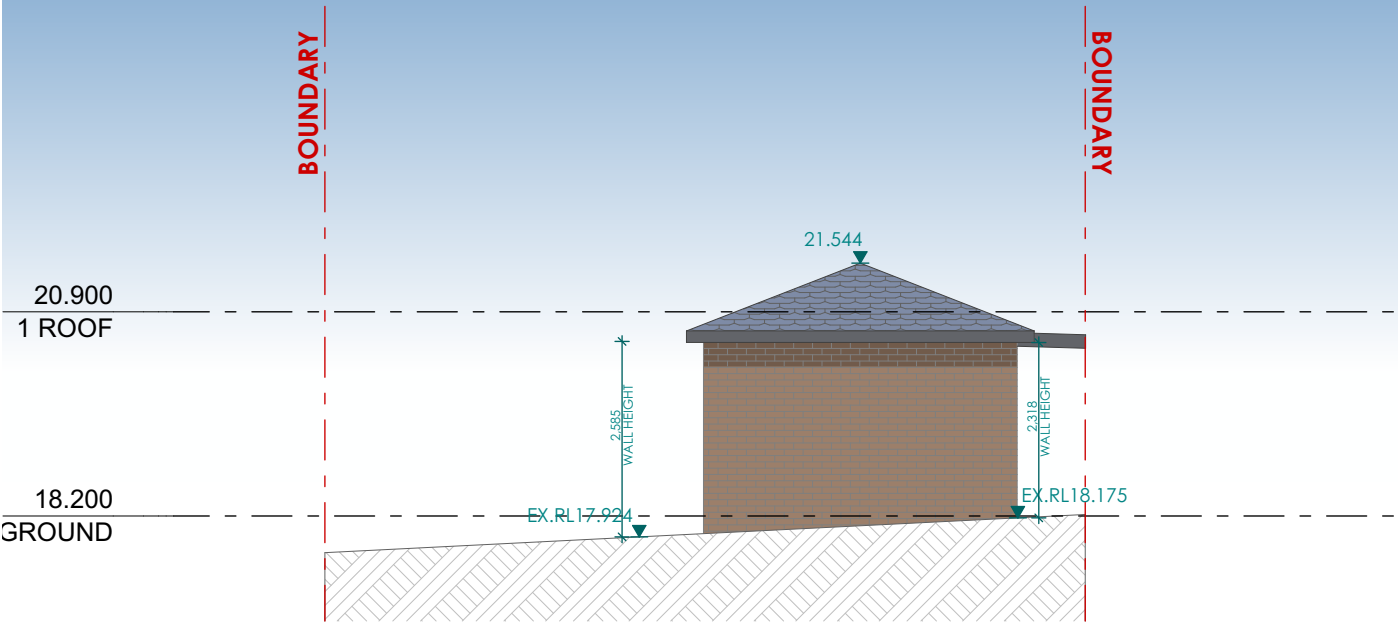 BOUNDARY
BOUNDARY
21.544
20.900
1 ROOF
2,585
WALL HEIGHT
2,318
WALL HEIGHT
18.200
GROUND
EX.RL17.924
EX.RL18.175